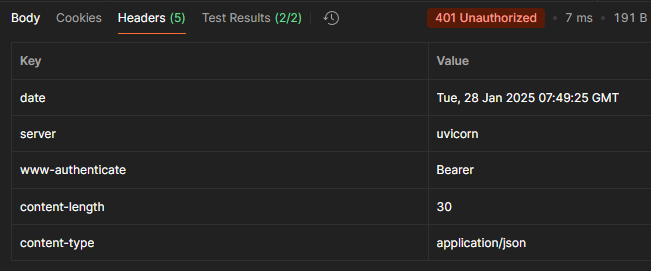 Body Cookies Headers (5) Test Results (2/2) 401 Unauthorized • 7 ms • 191 B
Key Value
date Tue, 28 Jan 2025 07:49:25 GMT
server uvicorn
www-authenticate Bearer
content-length 30
content-type application/json